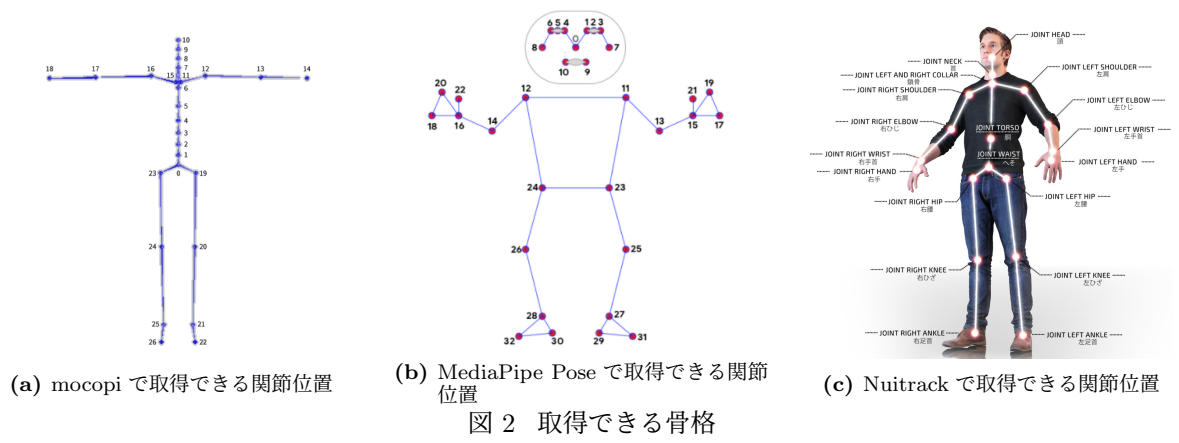 10
9
8
7
18
17
16
15
11
12
13
14
6
5
4
3
2
1
0
23
19
24
20
25
21
26
22
(a) mocopi で取得できる関節位置
6 5 4
1 2 3
8
0
7
10
9
20
22
18
16
14
12
11
13
21
19
15
17
24
23
26
25
28
27
32
30
29
31
(b) MediaPipe Pose で取得できる関節
位置
JOINT HEAD
頭
JOINT NECK
首
JOINT LEFT AND RIGHT COLLAR
鎖骨
JOINT RIGHT SHOULDER
右肩
JOINT LEFT SHOULDER
左肩
JOINT LEFT ELBOW
左ひじ
JOINT RIGHT ELBOW
右ひじ
JOINT TORSO
胴
JOINT LEFT WRIST
左手首
JOINT RIGHT WRIST
右手首
JOINT WAIST
へそ
JOINT LEFT HAND
左手
JOINT RIGHT HAND
右手
JOINT RIGHT HIP
右腰
JOINT LEFT HIP
左腰
JOINT RIGHT KNEE
右ひざ
JOINT LEFT KNEE
左ひざ
JOINT RIGHT ANKLE
右足首
JOINT LEFT ANKLE
左足首
(c) Nuitrack で取得できる関節位置
図 2 取得できる骨格